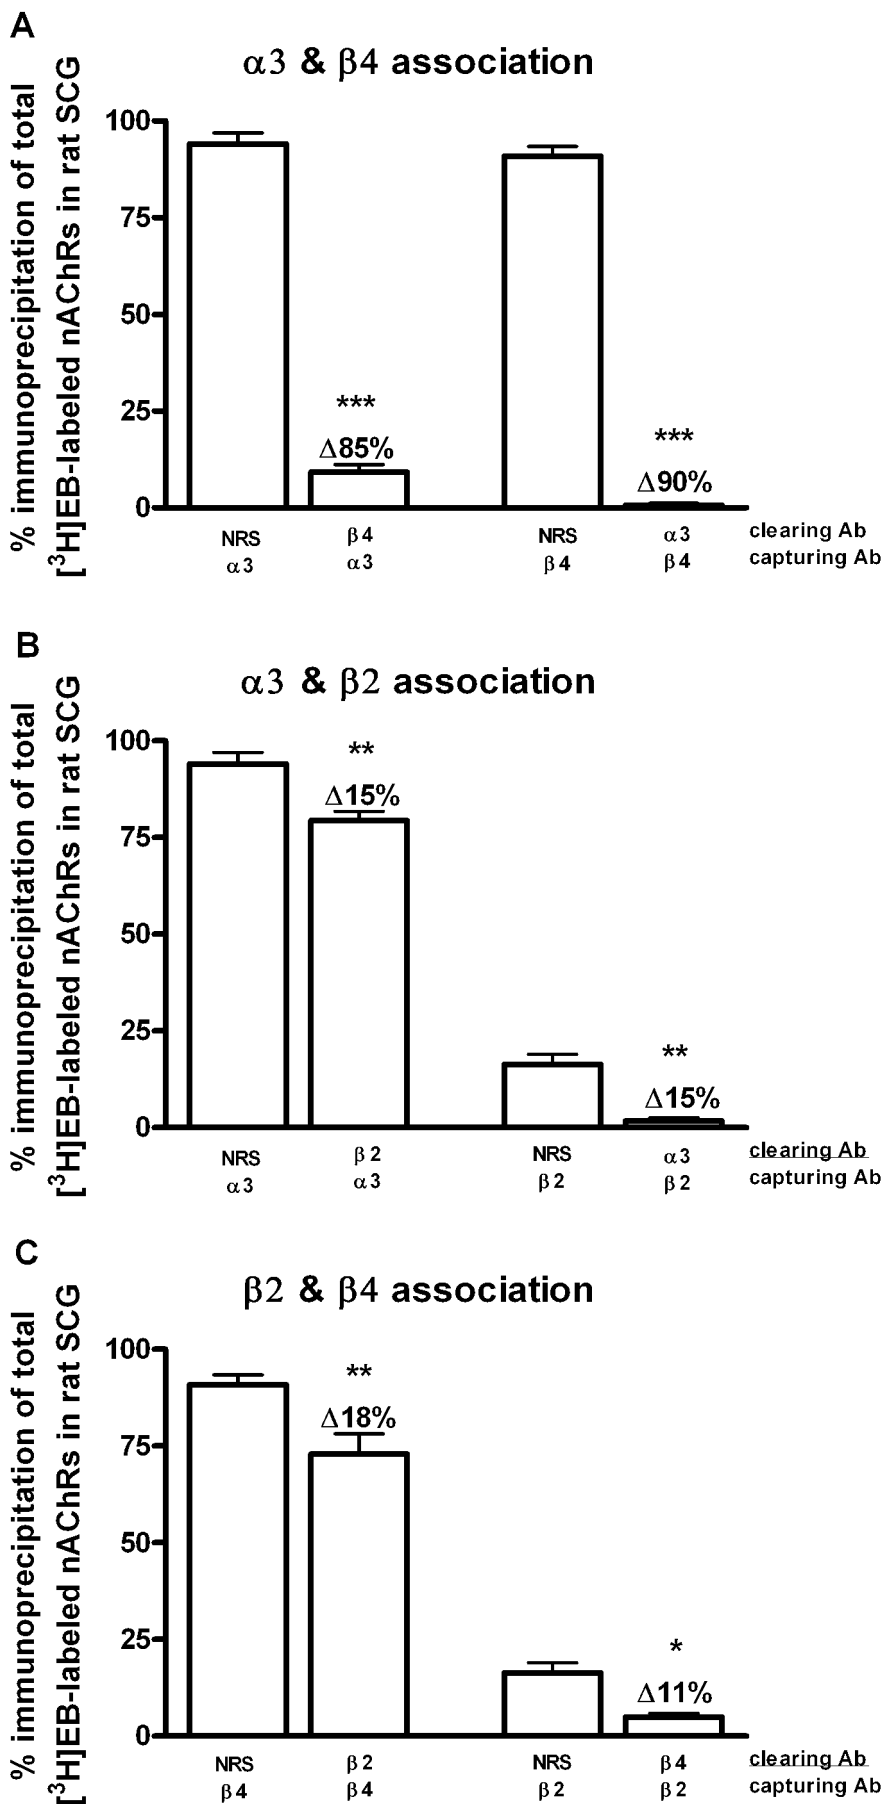 A
α3 & β4 association
% immunoprecipitation of total
[³H]EB-labeled nAChRs in rat SCG
100
75
50
25
0
***
Δ85%
***
Δ90%
NRS β4 NRS α3 clearing Ab
α3 α3 β4 β4 capturing Ab
B
α3 & β2 association
% immunoprecipitation of total
[³H]EB-labeled nAChRs in rat SCG
100
75
50
25
0
**
Δ15%
**
Δ15%
NRS β2 NRS α3 clearing Ab
α3 α3 β2 β2 capturing Ab
C
β2 & β4 association
% immunoprecipitation of total
[³H]EB-labeled nAChRs in rat SCG
100
75
50
25
0
**
Δ18%
*
Δ11%
NRS β2 NRS β4 clearing Ab
β4 β4 β2 β2 capturing Ab